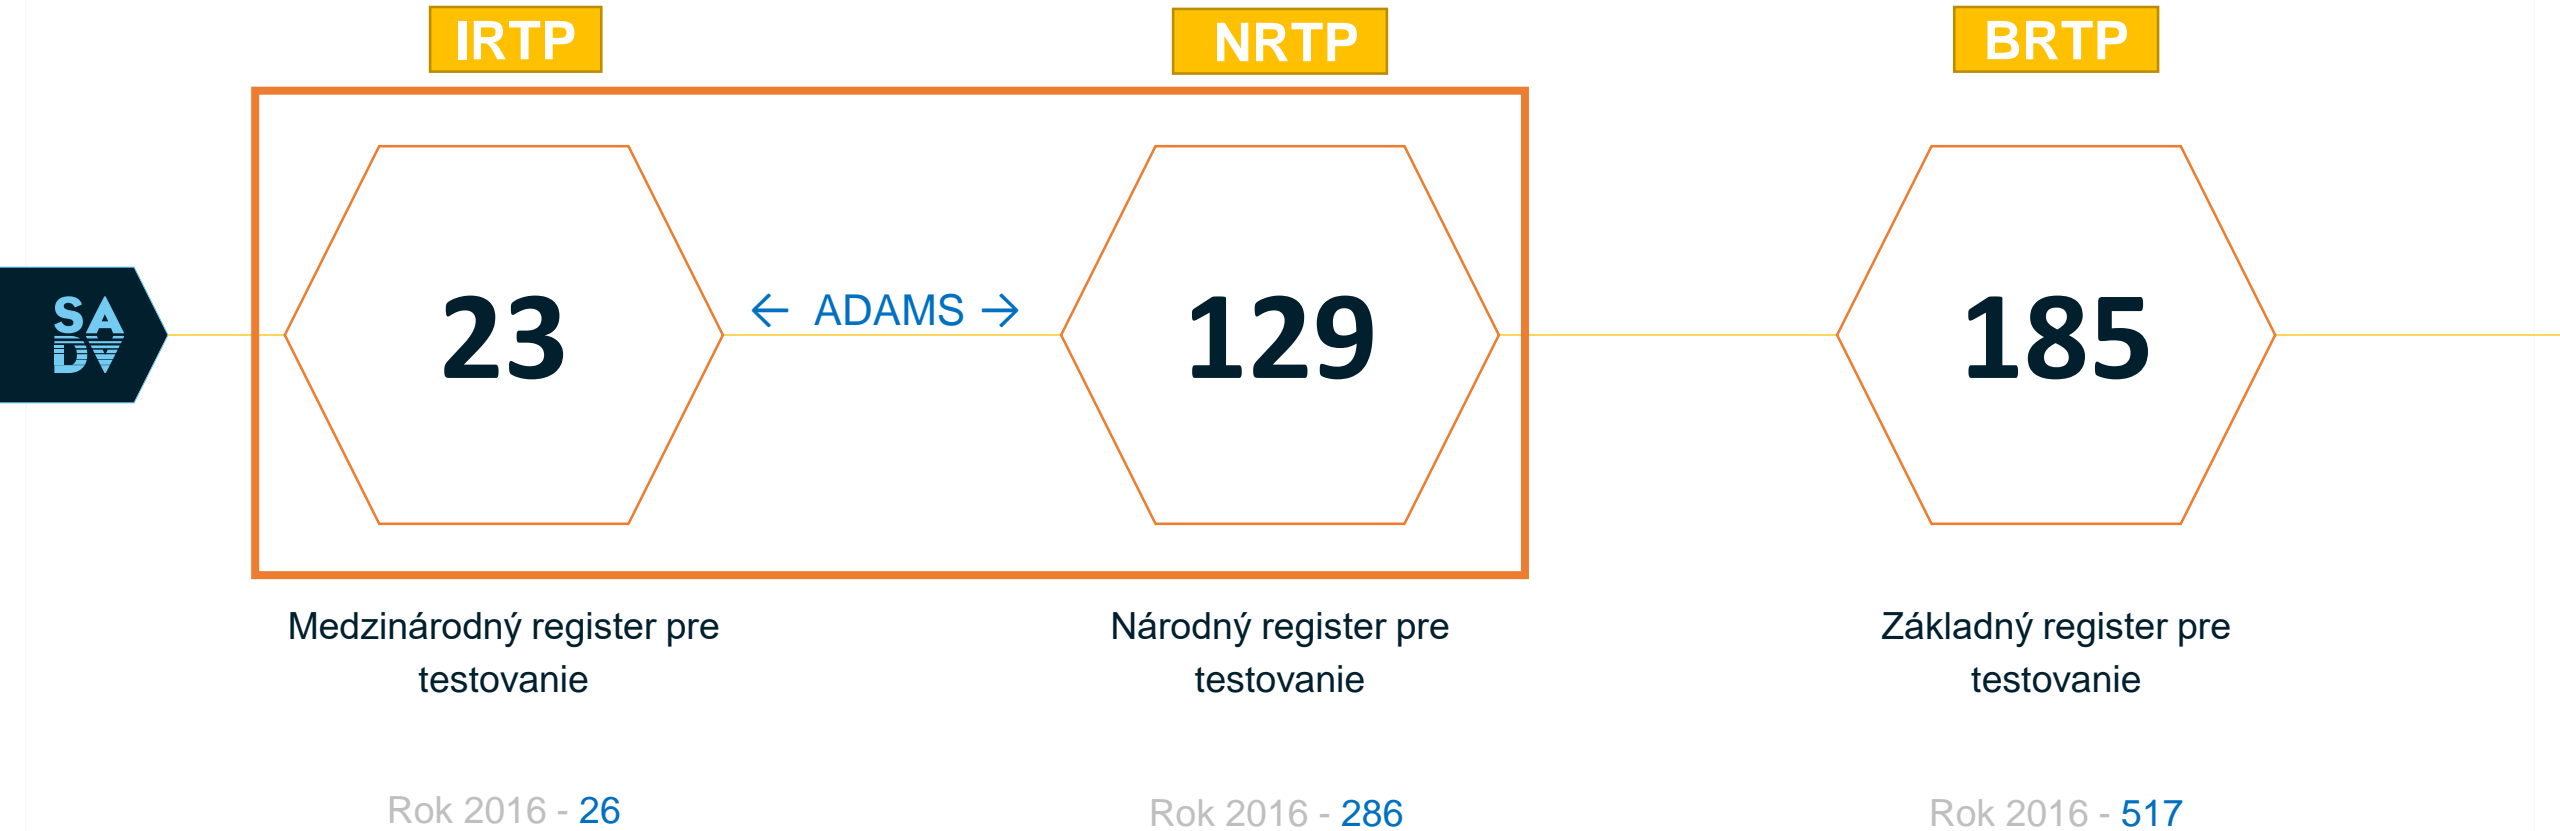 IRTP
NRTP
BRTP
SA
DV
23
← ADAMS →
129
185
Medzinárodný register pre
testovanie
Národný register pre
testovanie
Základný register pre
testovanie
Rok 2016 - 26
Rok 2016 - 286
Rok 2016 - 517